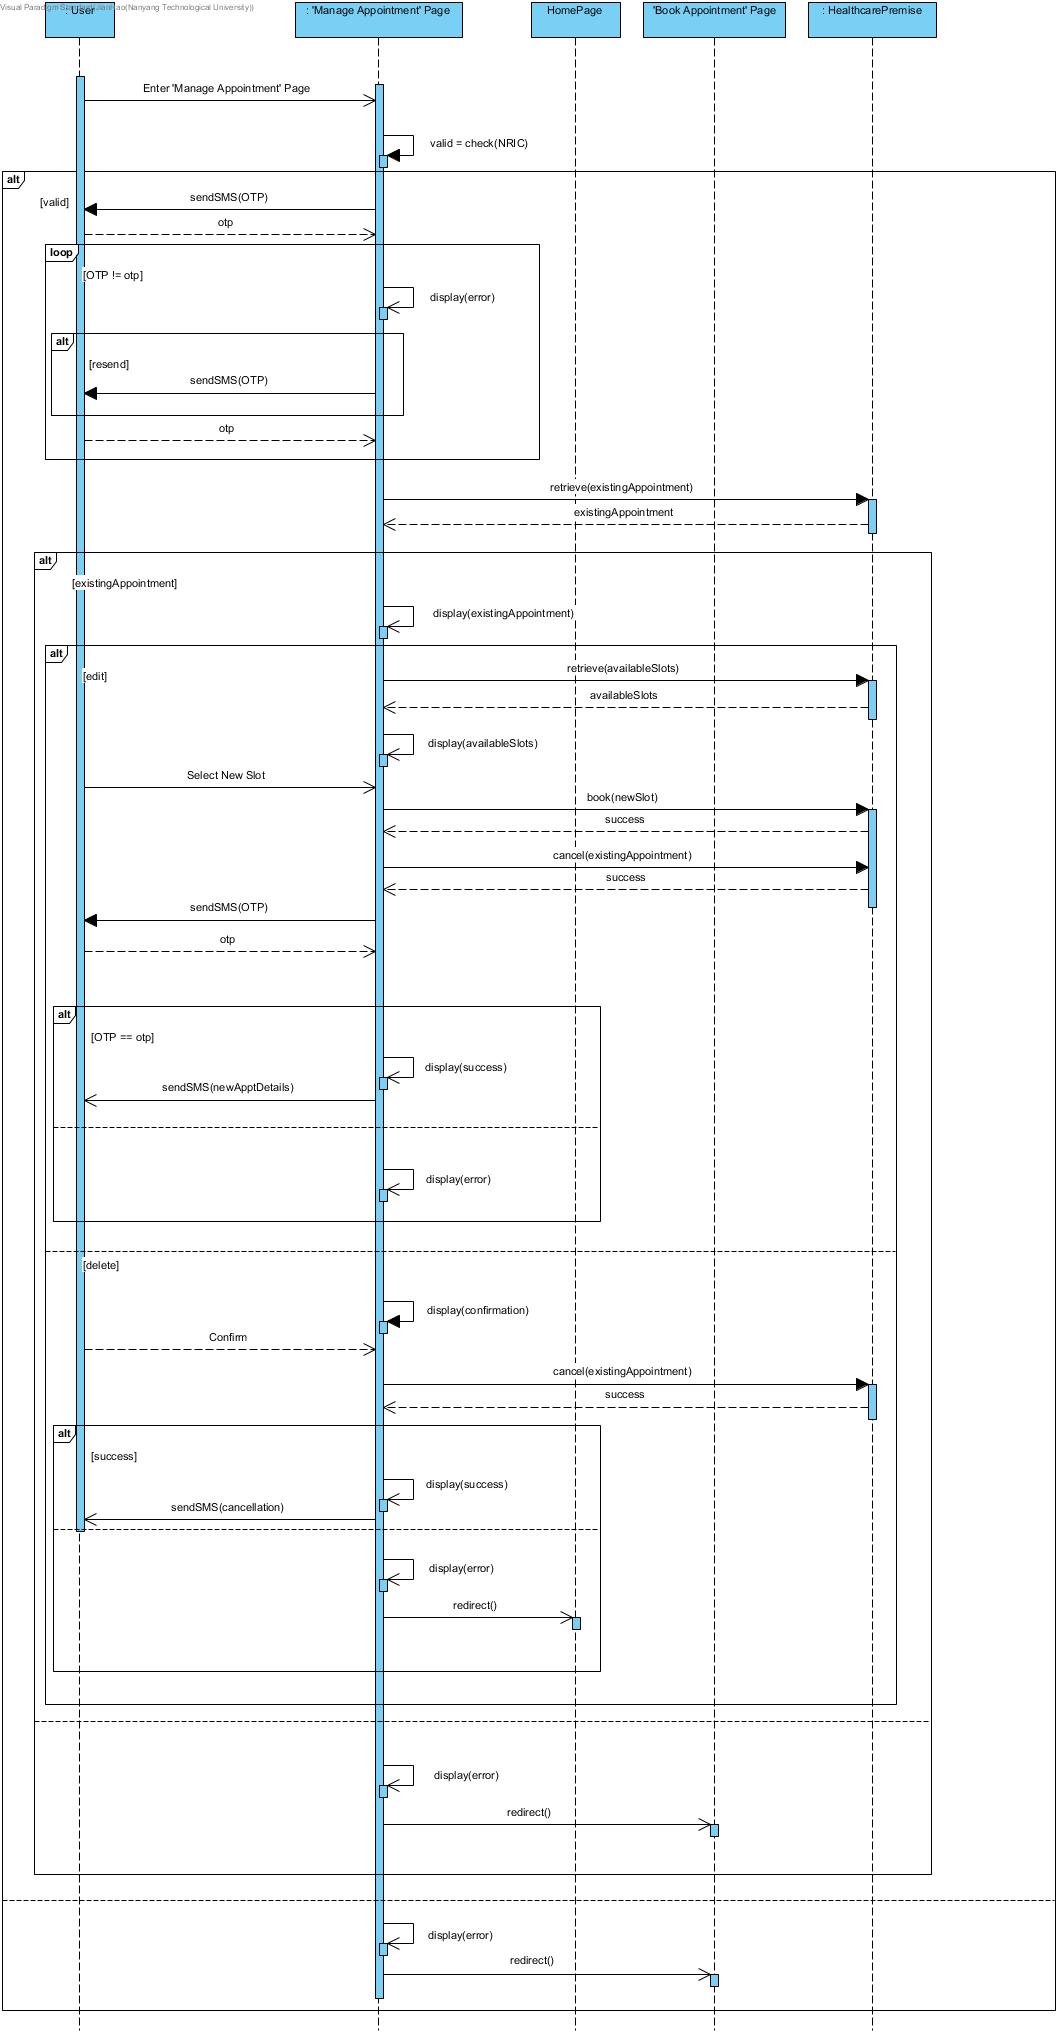 Visual Paradigm (Nanyang Technological University))
: User
: 'Manage Appointment' Page
HomePage
'Book Appointment' Page
: HealthcarePremise
Enter 'Manage Appointment' Page
valid = check(NRIC)
alt
[valid]
sendSMS(OTP)
otp
loop
[OTP != otp]
display(error)
alt
[resend]
sendSMS(OTP)
otp
retrieve(existingAppointment)
existingAppointment
alt
[existingAppointment]
display(existingAppointment)
alt
[edit]
retrieve(availableSlots)
availableSlots
display(availableSlots)
Select New Slot
book(newSlot)
success
cancel(existingAppointment)
success
sendSMS(OTP)
otp
alt
[OTP == otp]
display(success)
sendSMS(newApptDetails)
display(error)
[delete]
display(confirmation)
Confirm
cancel(existingAppointment)
success
alt
[success]
display(success)
sendSMS(cancellation)
display(error)
redirect()
display(error)
redirect()
display(error)
redirect()